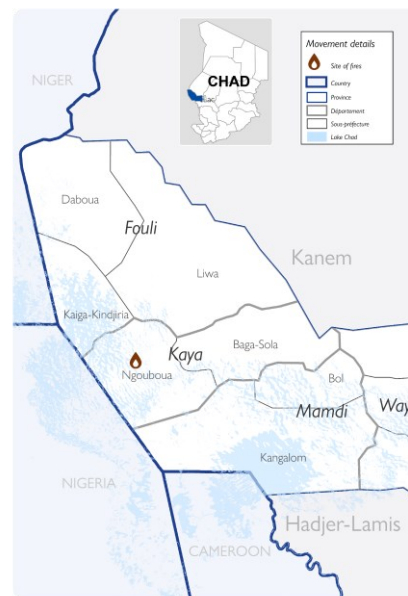 CHAD
Lac
Movement details
Site of fires
Country
Province
Département
Sous-préfecture
Lake Chad
NIGER
Daboua
Fouli
Liwa
Kanem
Kaiga-Kindjiria
Kaya
Baga-Sola
Ngouboua
Bol
Mamdi
Way
Kangalom
NIGERIA
Hadjer-Lamis
CAMEROON